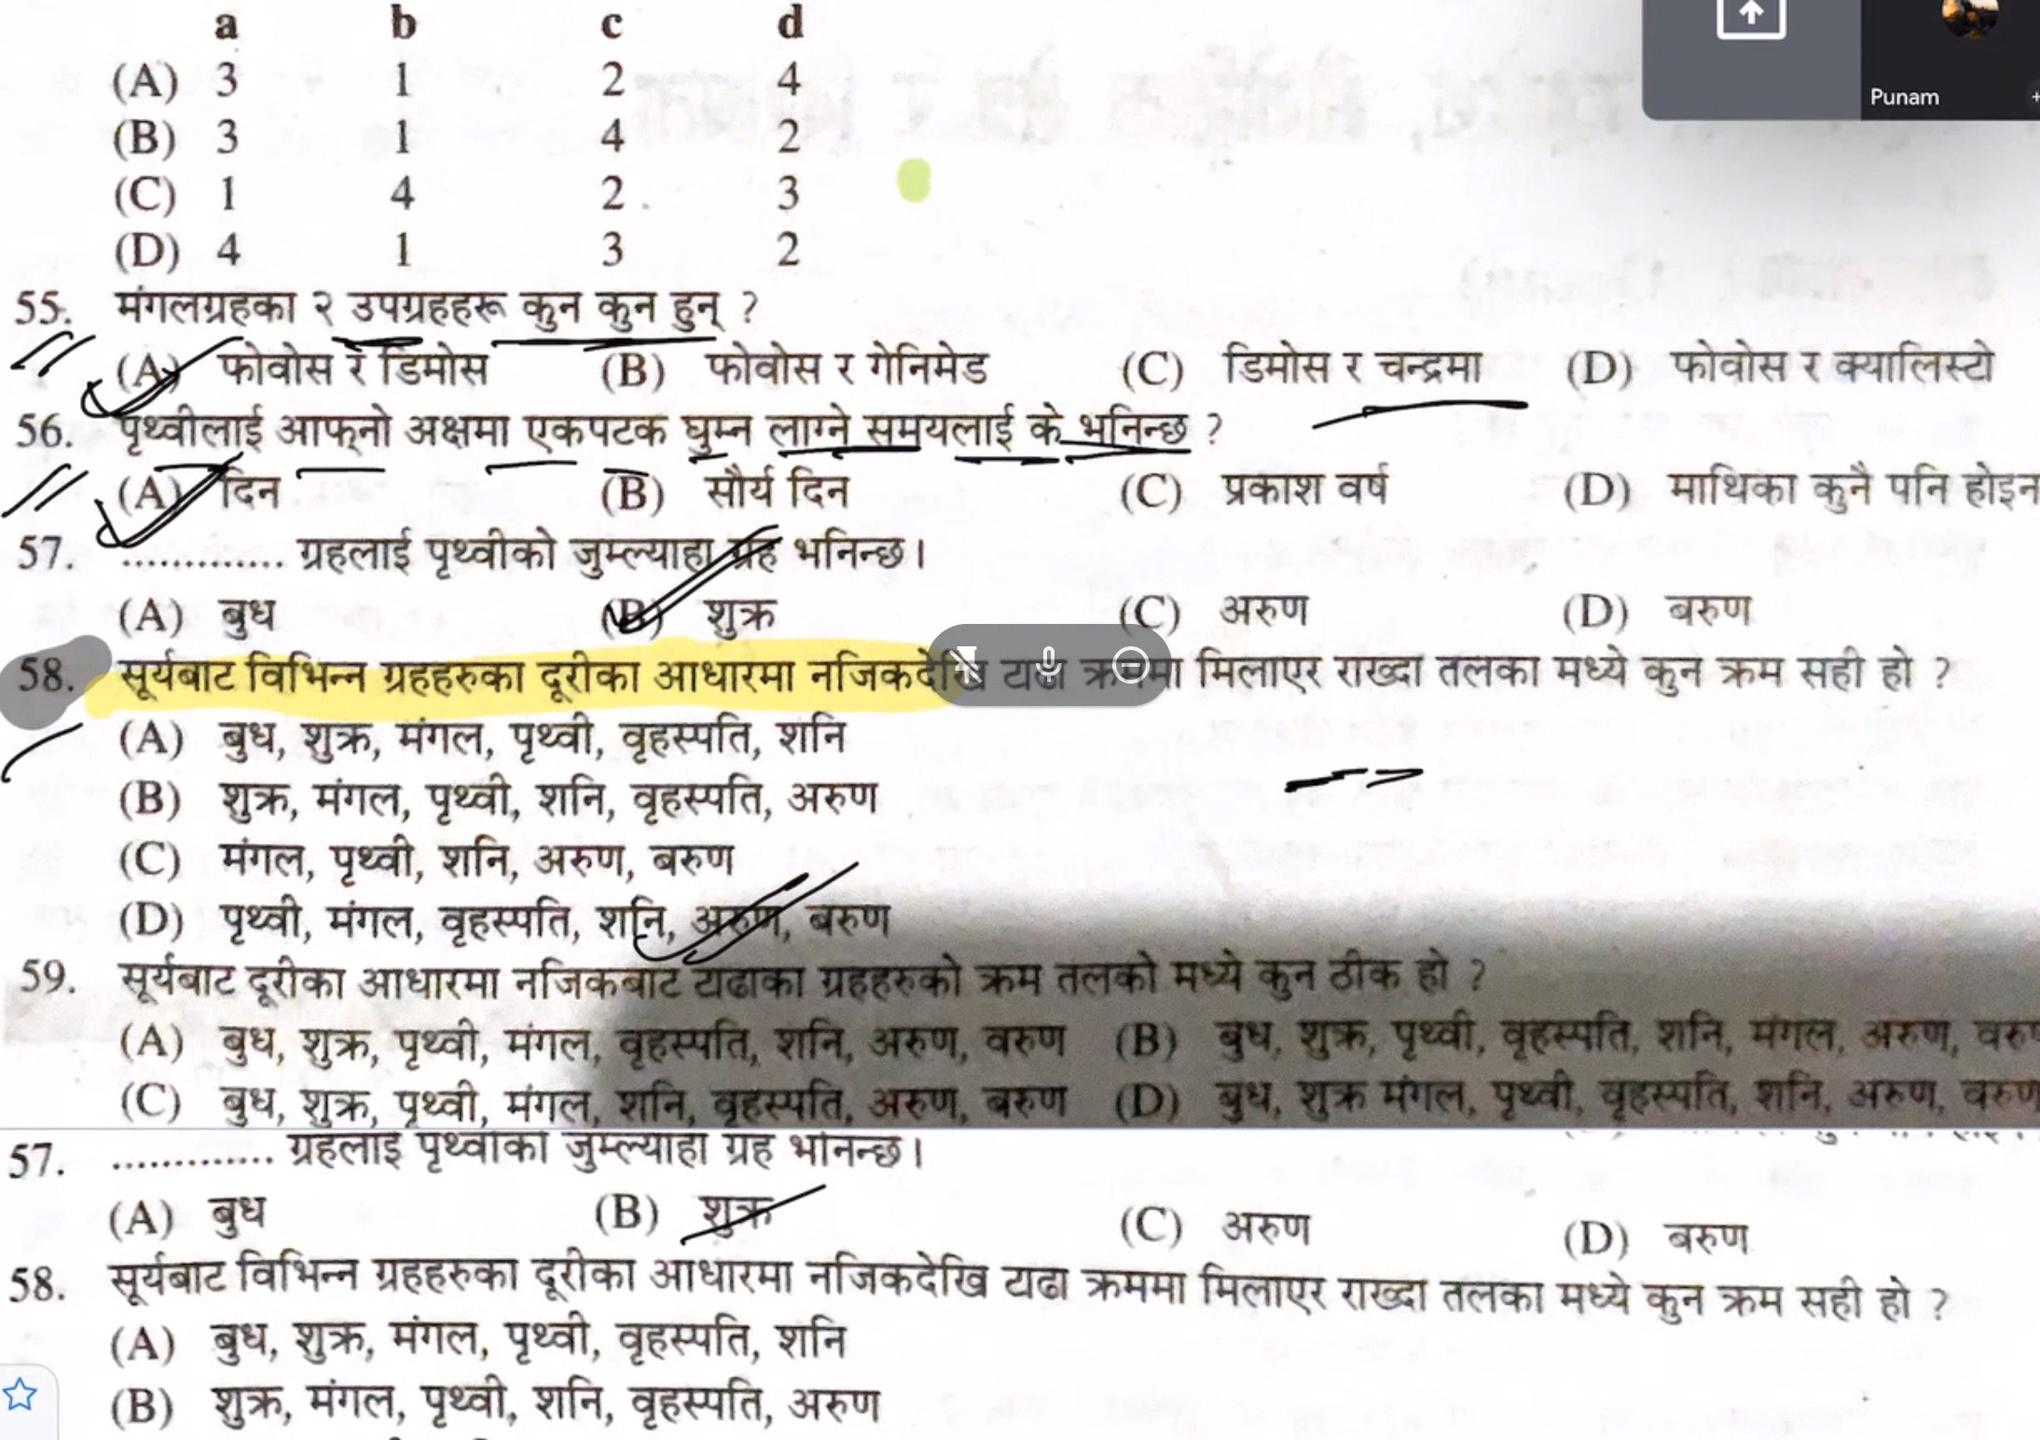 a b c d
(A) 3 1 2 4
(B) 3 1 4 2
(C) 1 4 2 3
(D) 4 1 3 2
Punam
55. मंगलग्रहका २ उपग्रहहरू कुन कुन हुन् ?
(A) फोवोस र डिमोस (B) फोवोस र गेनिमेड (C) डिमोस र चन्द्रमा (D) फोवोस र क्यालिस्टो
56. पृथ्वीलाई आफ्नो अक्षमा एकपटक घुम्न लाग्ने समयलाई के भनिन्छ ?
(A) दिन (B) सौर्य दिन (C) प्रकाश वर्ष (D) माथिका कुनै पनि होइन
57. ............. ग्रहलाई पृथ्वीको जुम्ल्याहा ग्रह भनिन्छ।
(A) बुध (B) शुक्र (C) अरुण (D) बरुण
58. सूर्यबाट विभिन्न ग्रहहरुका दूरीका आधारमा नजिकदेखि टाढा क्रममा मिलाएर राख्दा तलका मध्ये कुन क्रम सही हो ?
(A) बुध, शुक्र, मंगल, पृथ्वी, वृहस्पति, शनि
(B) शुक्र, मंगल, पृथ्वी, शनि, वृहस्पति, अरुण
(C) मंगल, पृथ्वी, शनि, अरुण, बरुण
(D) पृथ्वी, मंगल, वृहस्पति, शनि, अरुण, बरुण
59. सूर्यबाट दूरीका आधारमा नजिकबाट टाढाका ग्रहहरुको क्रम तलको मध्ये कुन ठीक हो ?
(A) बुध, शुक्र, पृथ्वी, मंगल, वृहस्पति, शनि, अरुण, वरुण (B) बुध, शुक्र, पृथ्वी, वृहस्पति, शनि, मंगल, अरुण,
(C) बुध, शुक्र, पृथ्वी, मंगल, शनि, वृहस्पति, अरुण, बरुण (D) बुध, शुक्र मंगल, पृथ्वी, वृहस्पति, शनि, अरुण, वरुण
57. ............. ग्रहलाई पृथ्वीको जुम्ल्याहा ग्रह भनिन्छ।
(A) बुध (B) शुक्र (C) अरुण (D) बरुण
58. सूर्यबाट विभिन्न ग्रहहरुका दूरीका आधारमा नजिकदेखि टाढा क्रममा मिलाएर राख्दा तलका मध्ये कुन क्रम सही हो ?
(A) बुध, शुक्र, मंगल, पृथ्वी, वृहस्पति, शनि
(B) शुक्र, मंगल, पृथ्वी, शनि, वृहस्पति, अरुण